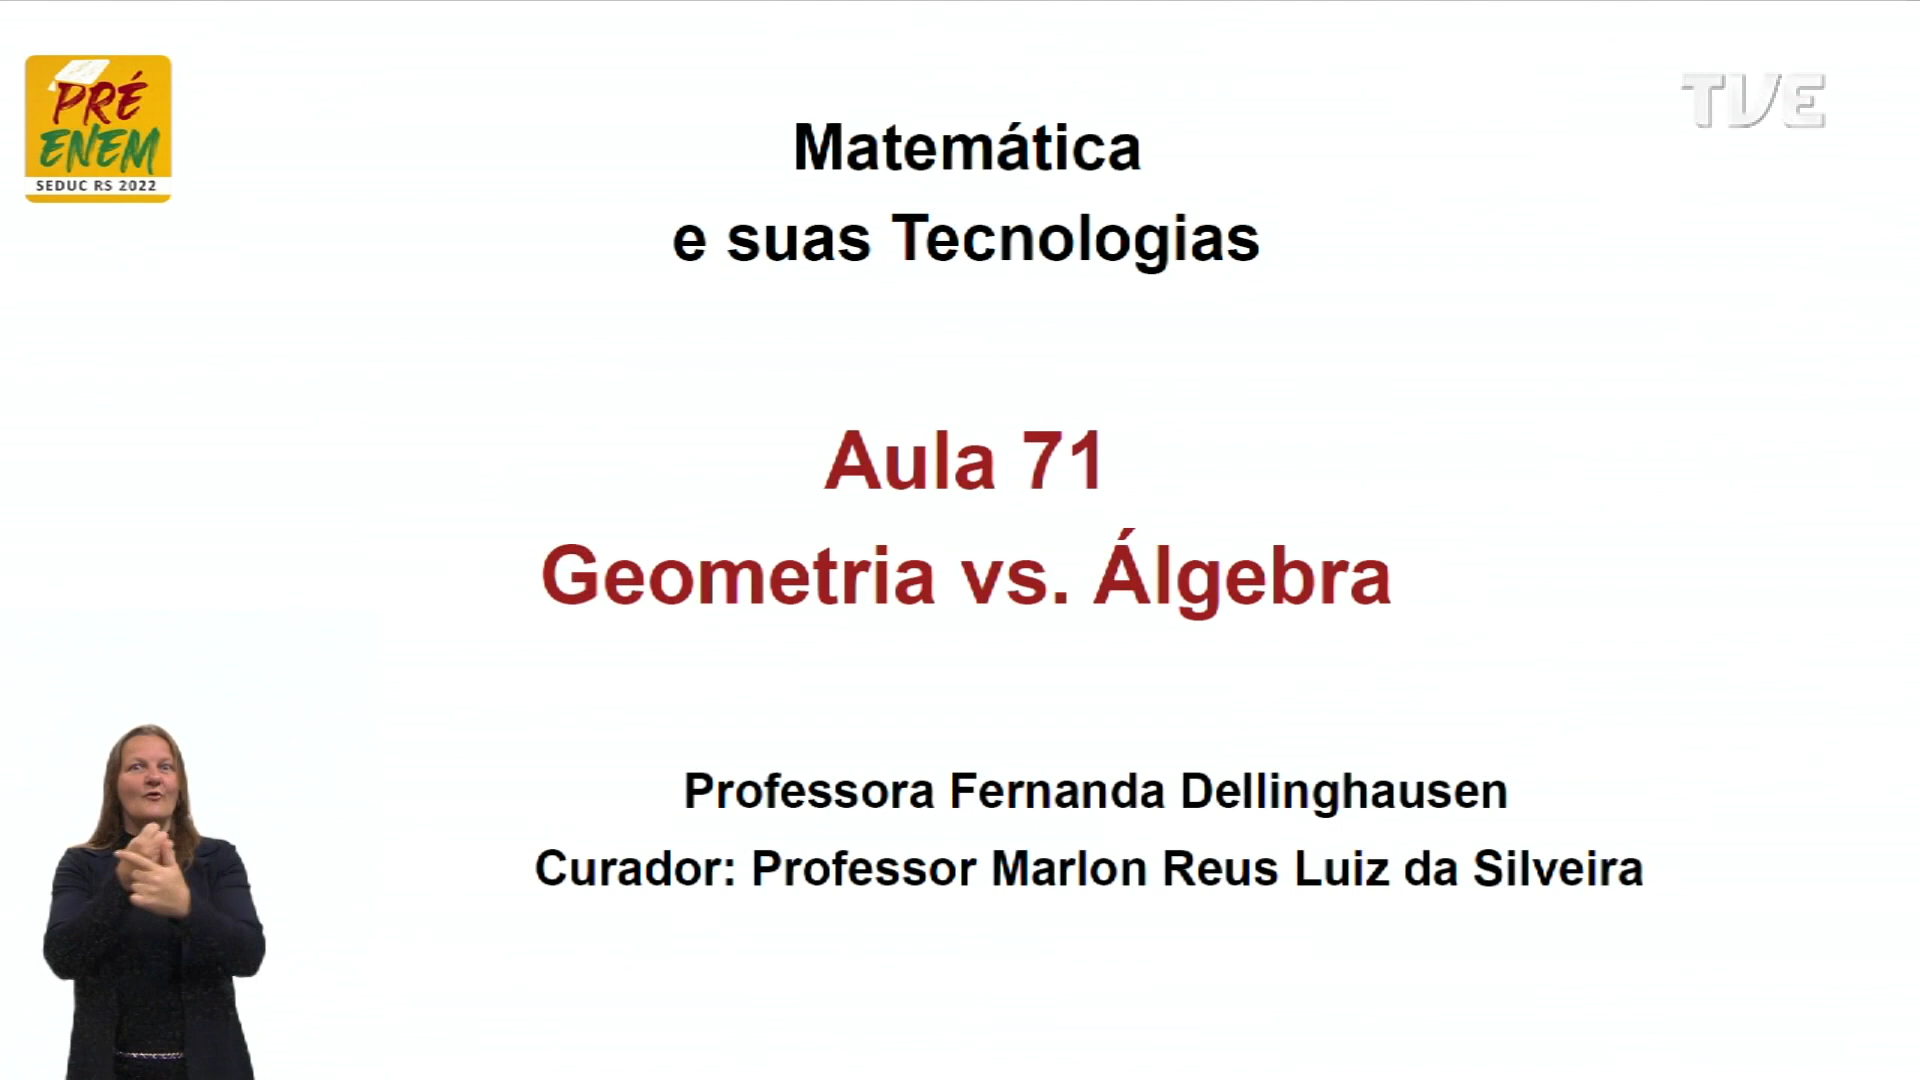 PRÉ
ENEM
SEDUC RS 2022
TVE
Matemática
e suas Tecnologias
Aula 71
Geometria vs. Álgebra
Professora Fernanda Dellinghausen
Curador: Professor Marlon Reus Luiz da Silveira